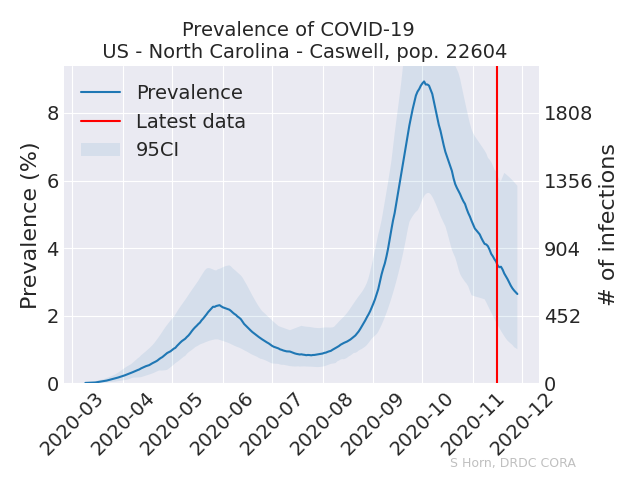 Prevalence of COVID-19
US - North Carolina - Caswell, pop. 22604
Prevalence
Latest data
95CI
Prevalence (%)
8
6
4
2
0
1808
1356
904
452
0
# of infections
2020-03
2020-04
2020-05
2020-06
2020-07
2020-08
2020-09
2020-10
2020-11
2020-12
S Horn, DRDC CORA